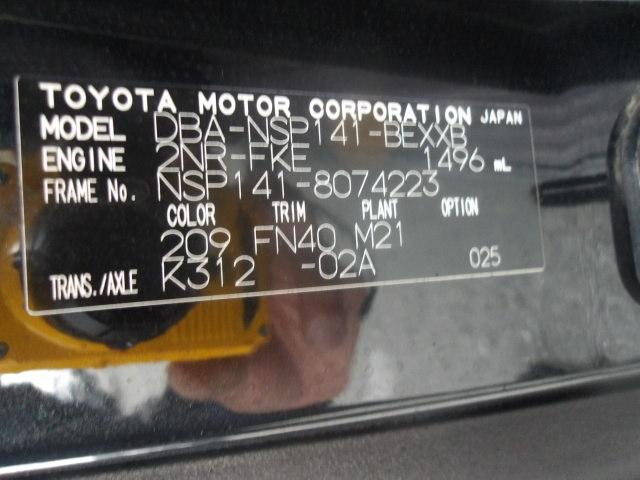 TOYOTA MOTOR CORPORATION JAPAN
MODEL DBA-NSP141-BEXXB
ENGINE 2NR-FKE 1496 mL
FRAME No. NSP141-8074223
COLOR TRIM PLANT OPTION
209 FN40 M21
TRANS./AXLE K312 -02A 025